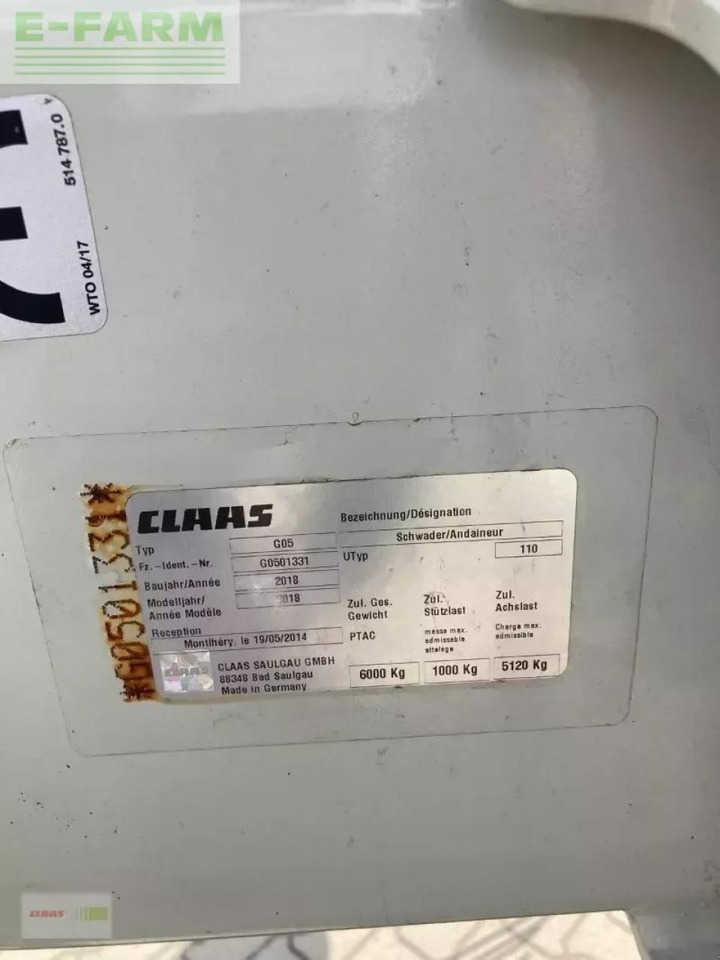 E-FARM
514 787.0
WTO 04/17
*G0501331*
CLAAS
Bezeichnung/Désignation
Typ G05 Schwader/Andaineur
Fz.-Ident.-Nr. G0501331 UTyp 110
Baujahr/Année 2018
Modelljahr/ Année Modèle 2018
Zul. Ges. Gewicht
Zul. Stützlast
Zul. Achslast
Reception
Montlhéry, le 19/05/2014
PTAC
masse max. admissible attelage
Charge max. admissible
CLAAS SAULGAU GMBH
88348 Bad Saulgau
Made in Germany
6000 Kg 1000 Kg 5120 Kg
CLAAS